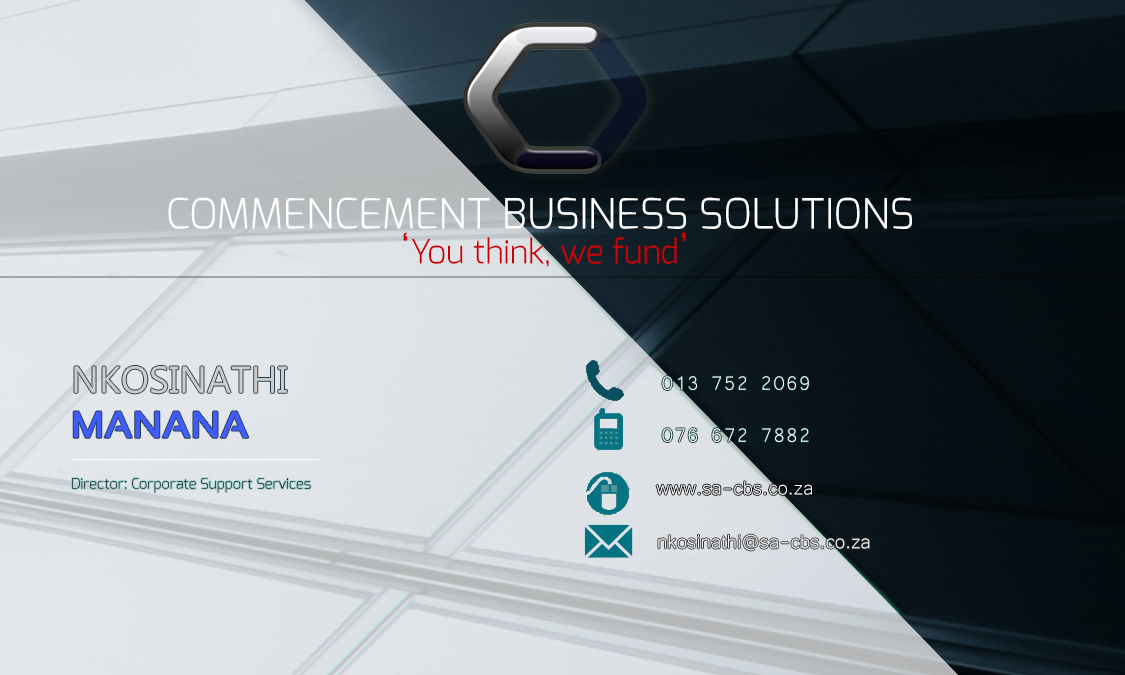 COMMENCEMENT BUSINESS SOLUTIONS
‘You think, we fund’
NKOSINATHI
MANANA
Director: Corporate Support Services
013 752 2069
076 672 7882
www.sa-cbs.co.za
nkosinathi@sa-cbs.co.za